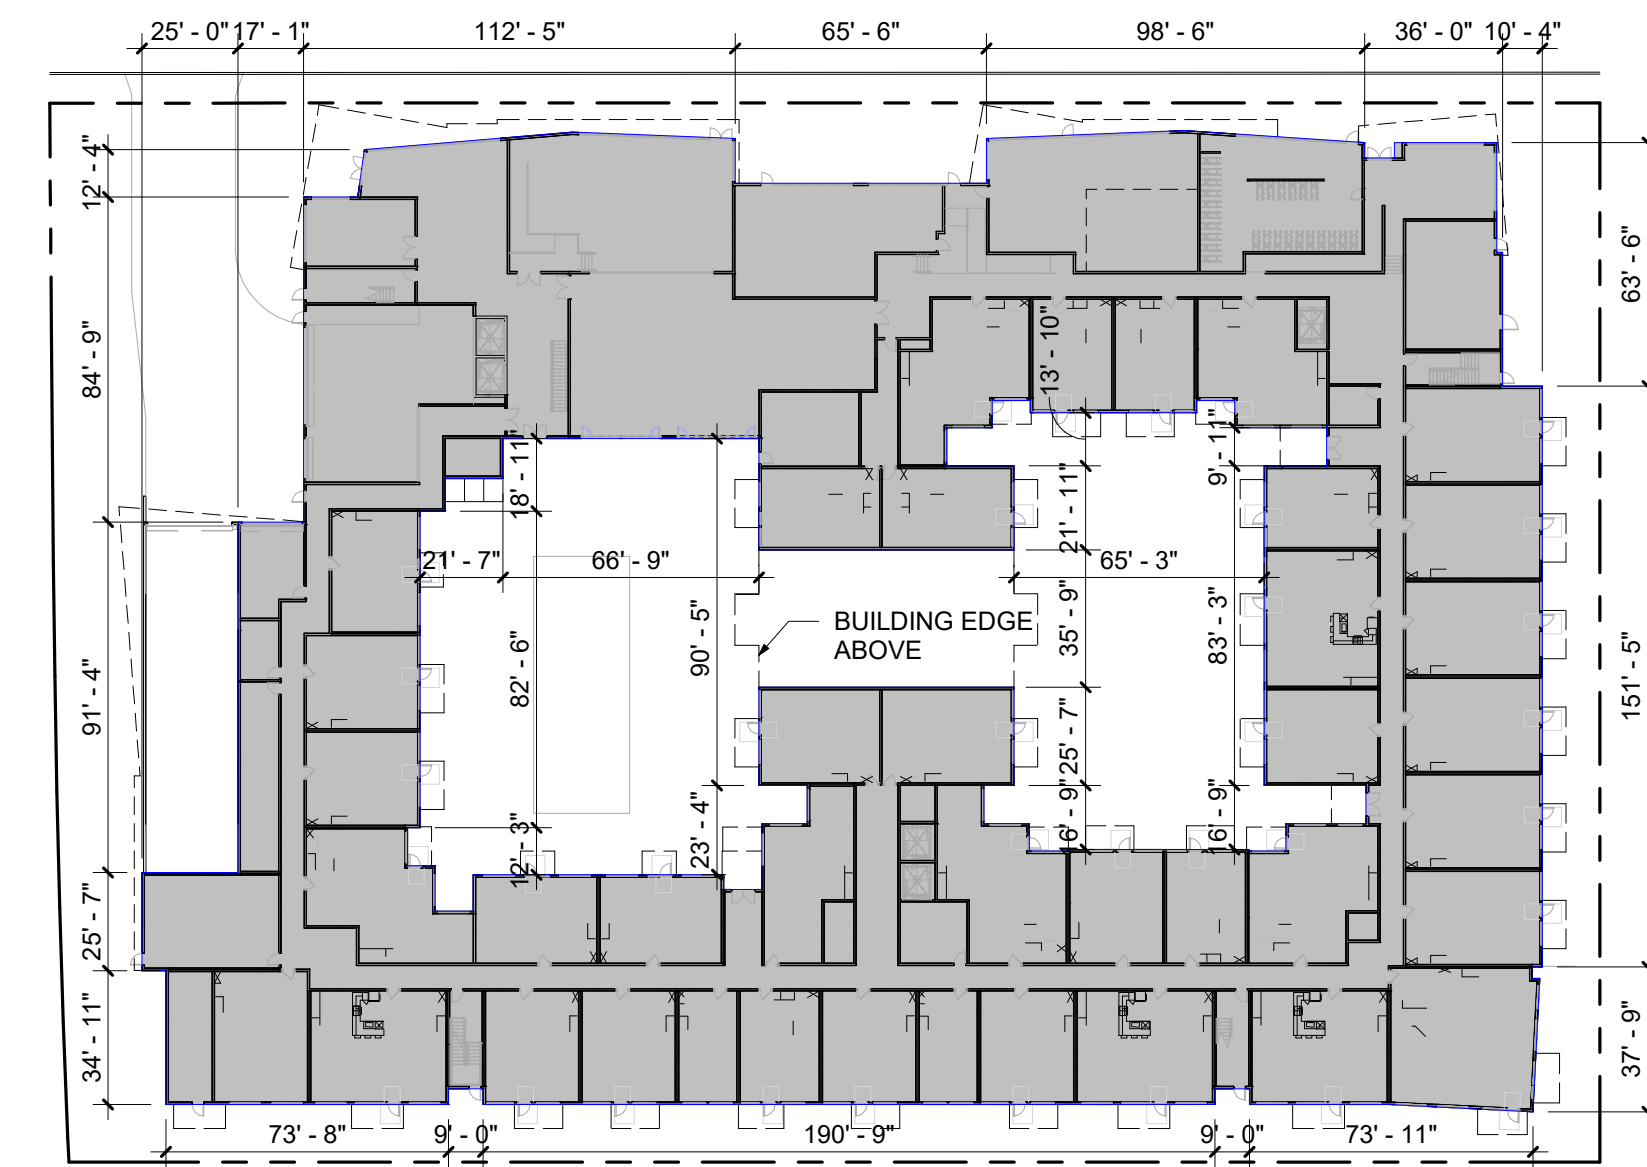 25' - 0"
17' - 1"
112' - 5"
65' - 6"
98' - 6"
36' - 0"
10' - 4"
12' - 4"
84' - 9"
91' - 4"
25' - 7"
34' - 11"
63' - 6"
151' - 5"
37' - 9"
13' - 10"
9' - 11"
18' - 11"
21' - 11"
21' - 7"
66' - 9"
65' - 3"
BUILDING EDGE
ABOVE
35' - 9"
83' - 3"
90' - 5"
82' - 6"
25' - 7"
16' - 9"
16' - 9"
23' - 4"
12' - 3"
73' - 8"
9' - 0"
190' - 9"
9' - 0"
73' - 11"